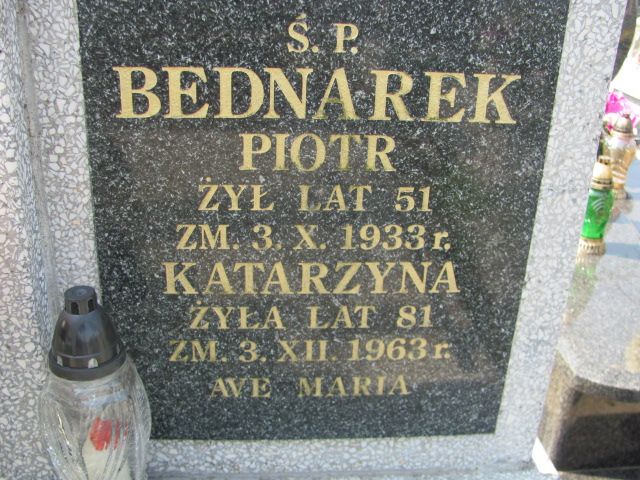 Ś. P.
BEDNAREK
PIOTR
ŻYŁ LAT 51
ZM. 3. X. 1933 r.
KATARZYNA
ŻYŁA LAT 81
ZM. 3. XII. 1963 r.
AVE MARIA